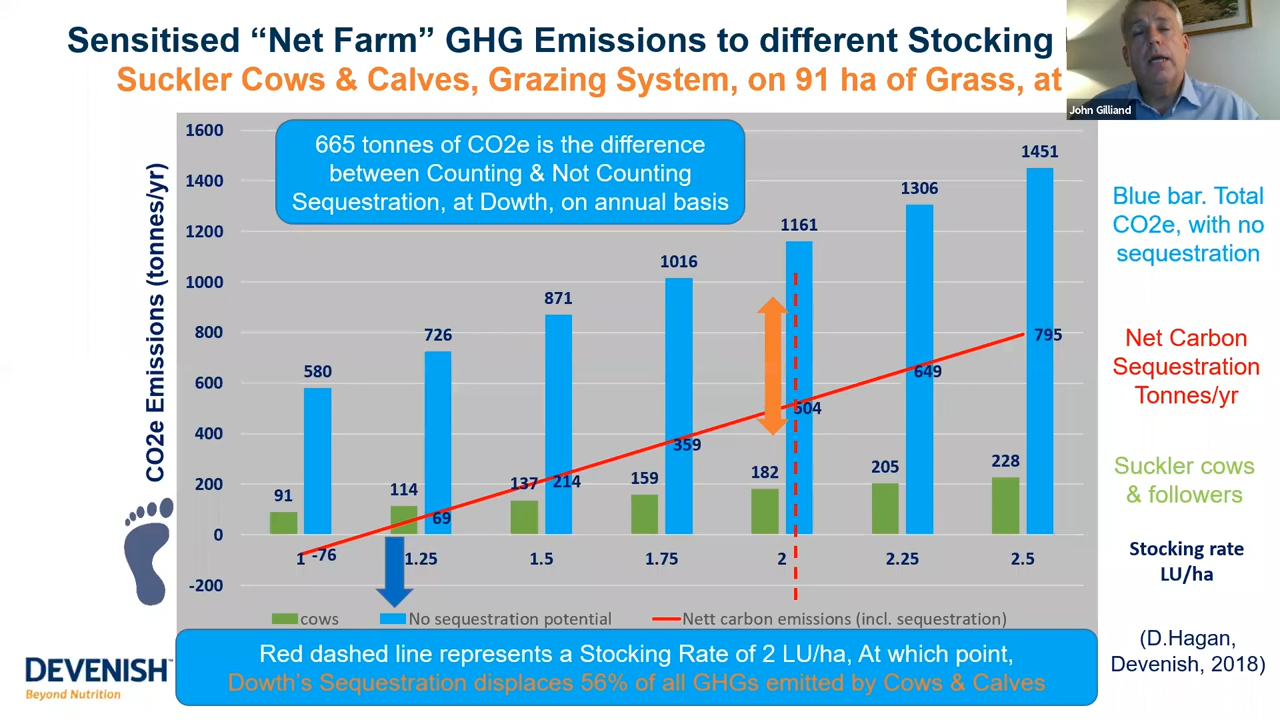 Sensitised “Net Farm” GHG Emissions to different Stocking
Suckler Cows & Calves, Grazing System, on 91 ha of Grass, at
John Gilliand
665 tonnes of CO2e is the difference
between Counting & Not Counting
Sequestration, at Dowth, on annual basis
CO2e Emissions (tonnes/yr)
1600
1400
1200
1000
800
600
400
200
0
-200
580
726
871
1016
1161
1306
1451
91
114
137
159
182
205
228
-76
69
214
359
504
649
795
1
1.25
1.5
1.75
2
2.25
2.5
cows
No sequestration potential
Nett carbon emissions (incl. sequestration)
Blue bar. Total
CO2e, with no
sequestration
Net Carbon
Sequestration
Tonnes/yr
Suckler cows
& followers
Stocking rate
LU/ha
(D.Hagan,
Devenish, 2018)
DEVENISH™
Beyond Nutrition
Red dashed line represents a Stocking Rate of 2 LU/ha, At which point,
Dowth's Sequestration displaces 56% of all GHGs emitted by Cows & Calves